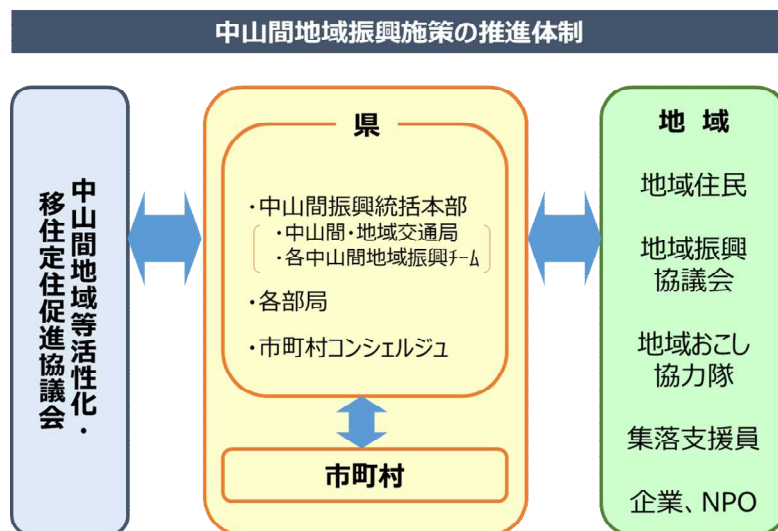 中山間地域振興施策の推進体制
中山間地域等活性化・
移住定住促進協議会
県
・中山間振興統括本部
・中山間・地域交通局
・各中山間地域振興ﾁｰﾑ
・各部局
・市町村コンシェルジュ
市町村
地 域
地域住民
地域振興
協議会
地域おこし
協力隊
集落支援員
企業、NPO